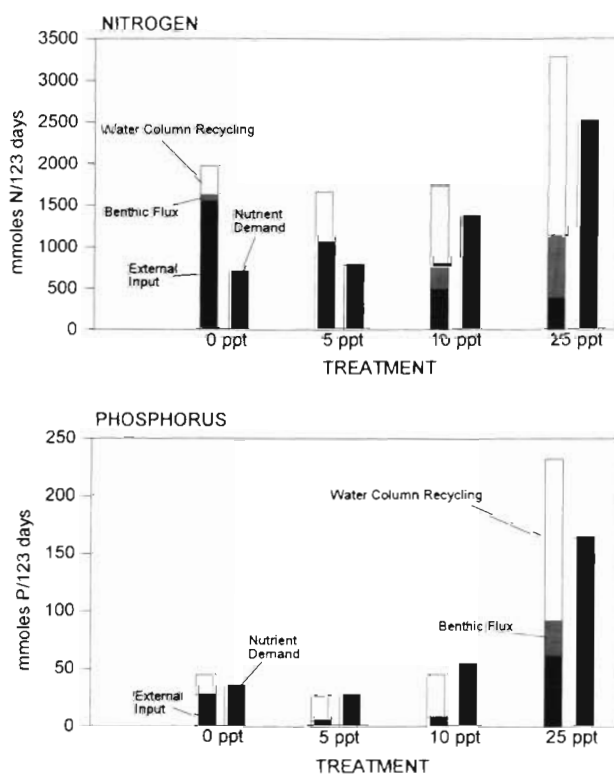 NITROGEN
3500
3000
2500
2000
1500
1000
500
0
mmoles N/123 days
Water Column Recycling
Benthic Flux
Nutrient
Demand
External
Input
0 ppt
5 ppt
10 ppt
25 ppt
TREATMENT
PHOSPHORUS
250
200
150
100
50
0
mmoles P/123 days
Water Column Recycling
Benthic Flux
Nutrient
Demand
External
Input
0 ppt
5 ppt
10 ppt
25 ppt
TREATMENT